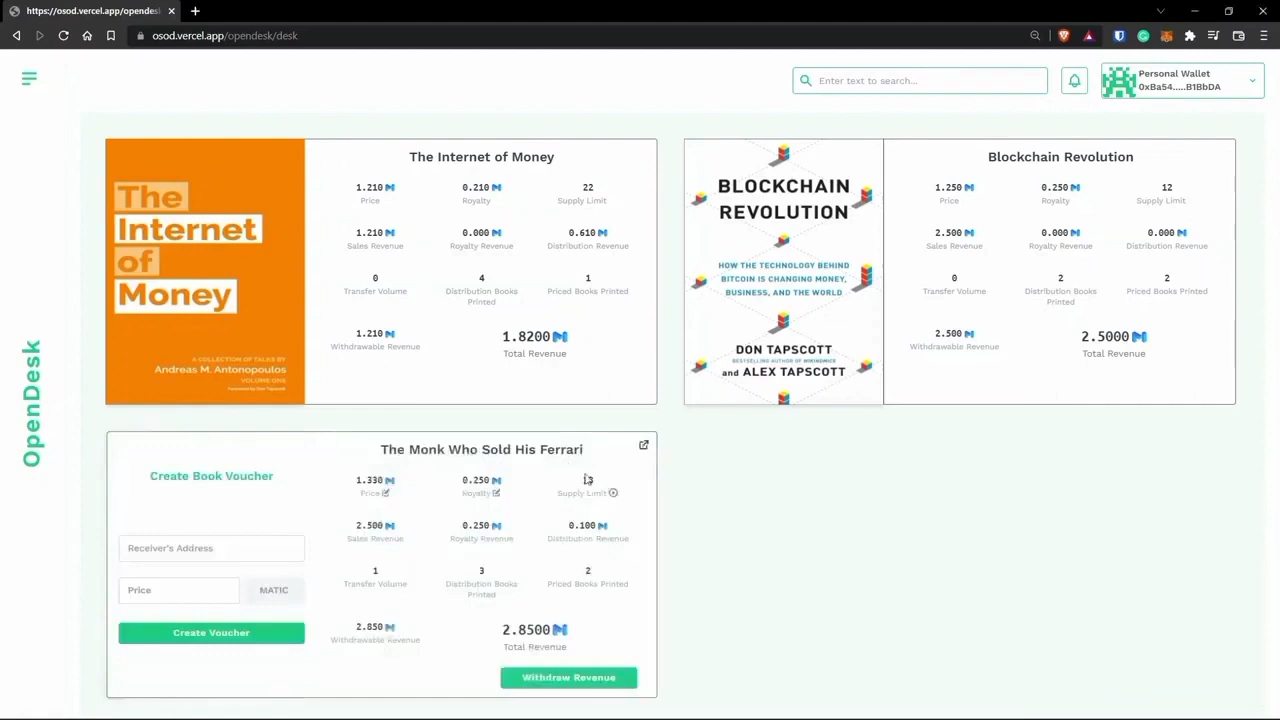 https://osod.vercel.app/opendesl
osod.vercel.app/opendesk/desk
Enter text to search...
Personal Wallet
0xBa54.....B1BbDA
OpenDesk
The
Internet
of
Money
A COLLECTION OF TALKS BY
Andreas M. Antonopoulos
VOLUME ONE
The Internet of Money
1.210
0.210
22
Price
Royalty
Supply Limit
1.210
0.000
0.610
Sales Revenue
Royalty Revenue
Distribution Revenue
0
4
1
Transfer Volume
Distribution Books
Printed
Priced Books Printed
1.210
1.8200
Withdrawable Revenue
Total Revenue
BLOCKCHAIN
REVOLUTION
HOW THE TECHNOLOGY BEHIND
BITCOIN IS CHANGING MONEY,
BUSINESS, AND THE WORLD
DON TAPSCOTT
BESTSELLING AUTHOR OF WIKINOMICS
and ALEX TAPSCOTT
Blockchain Revolution
1.250
0.250
12
Price
Royalty
Supply Limit
2.500
0.000
0.000
Sales Revenue
Royalty Revenue
Distribution Revenue
0
2
2
Transfer Volume
Distribution Books
Printed
Priced Books Printed
2.500
2.5000
Withdrawable Revenue
Total Revenue
Create Book Voucher
Receiver's Address
Price
MATIC
Create Voucher
The Monk Who Sold His Ferrari
1.330
0.250
Price
Royalty
Supply Limit
2.500
0.250
0.100
Sales Revenue
Royalty Revenue
Distribution Revenue
1
3
2
Transfer Volume
Distribution Books
Printed
Priced Books Printed
2.850
2.8500
Withdrawable Revenue
Total Revenue
Withdraw Revenue